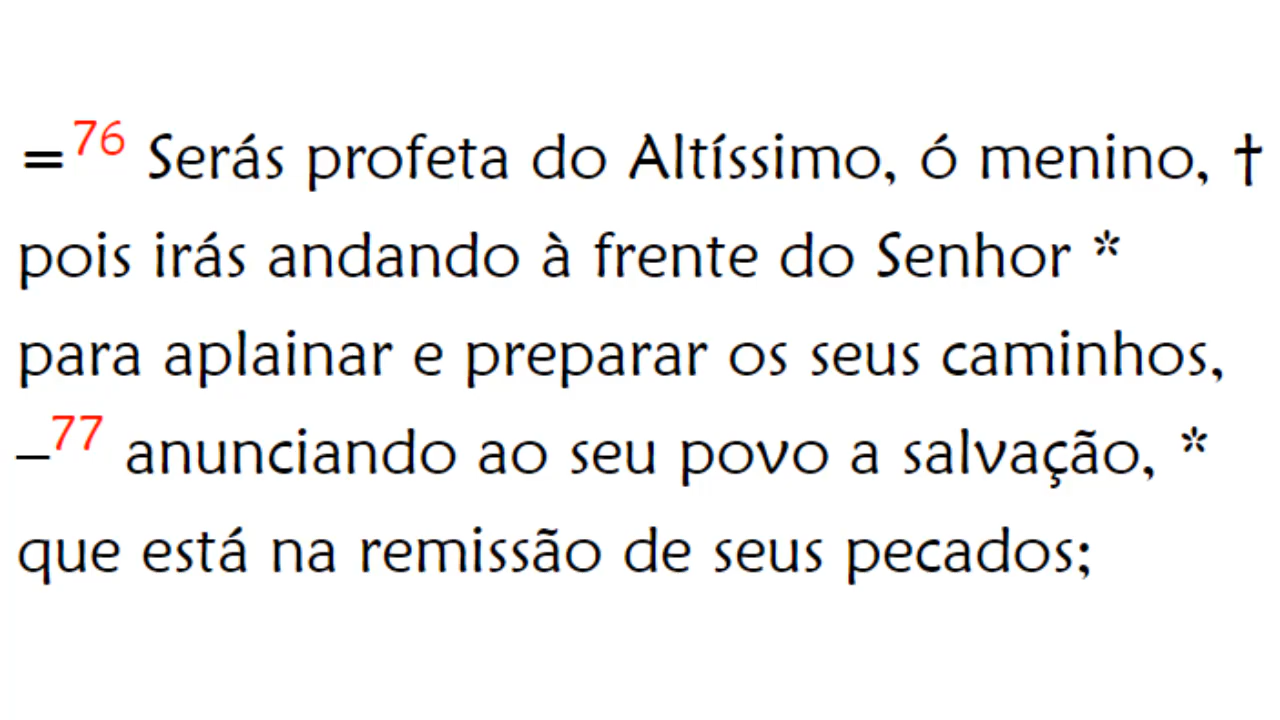 =76 Serás profeta do Altíssimo, ó menino, †
pois irás andando à frente do Senhor *
para aplainar e preparar os seus caminhos,
–77 anunciando ao seu povo a salvação, *
que está na remissão de seus pecados;